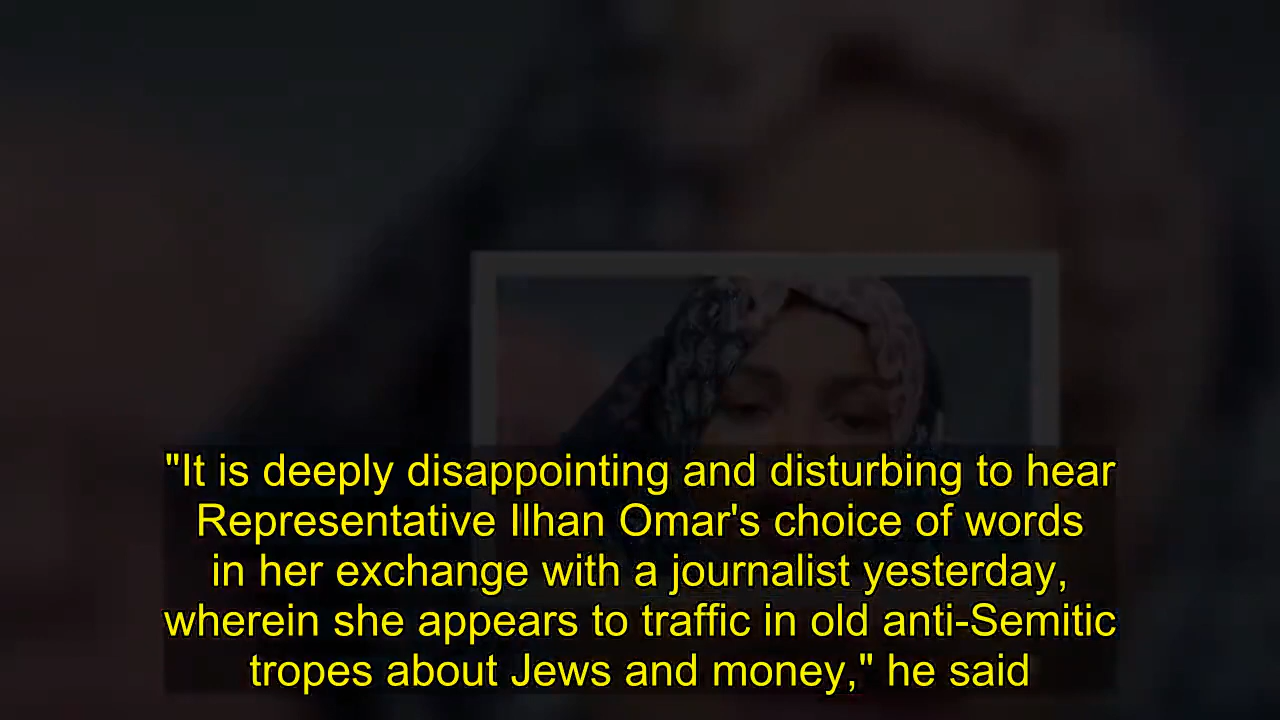 "It is deeply disappointing and disturbing to hear
Representative Ilhan Omar's choice of words
in her exchange with a journalist yesterday,
wherein she appears to traffic in old anti-Semitic
tropes about Jews and money," he said